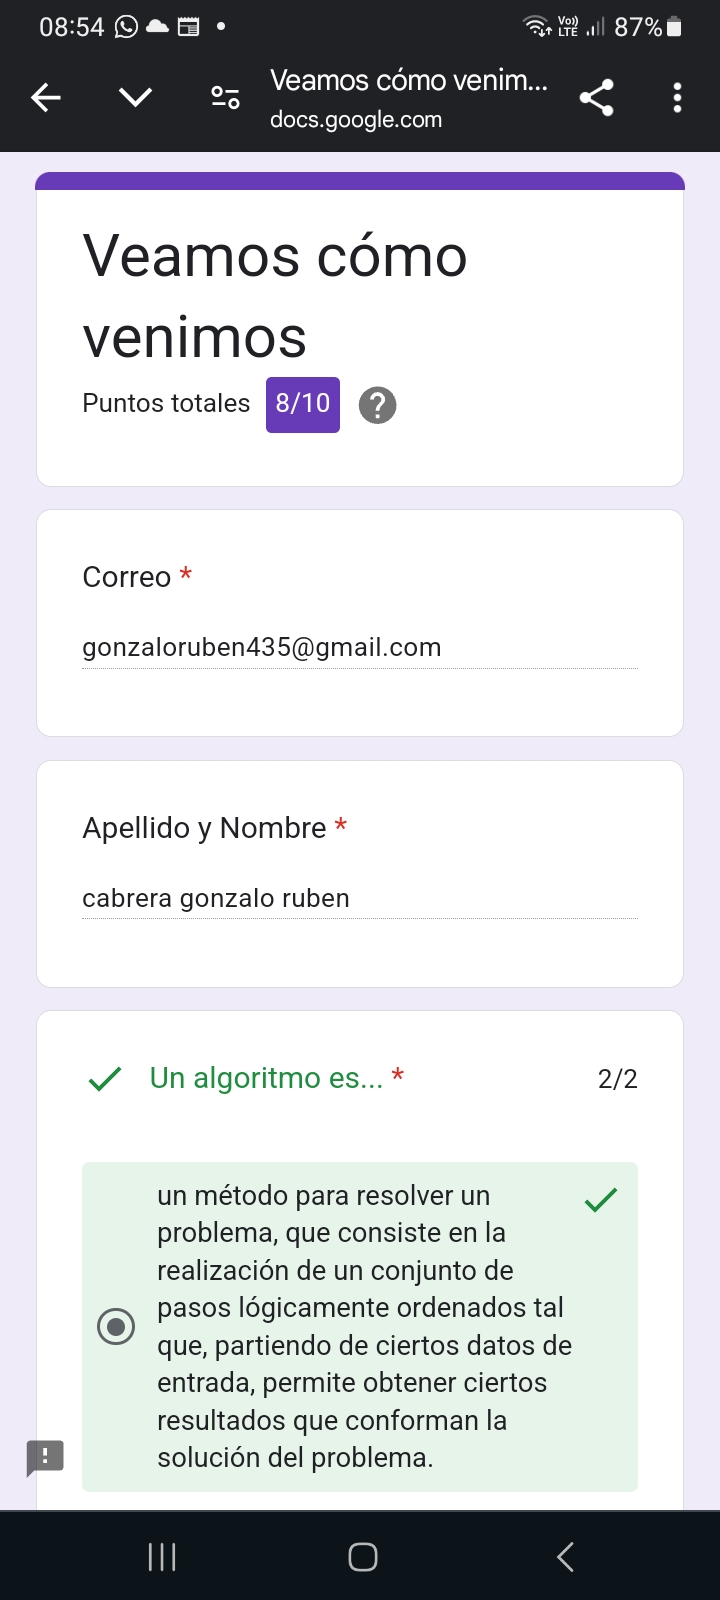 08:54
Vo))
LTE
87%
Veamos cómo venim...
docs.google.com
Veamos cómo
venimos
Puntos totales 8/10 ?
Correo *
gonzaloruben435@gmail.com
Apellido y Nombre *
cabrera gonzalo ruben
Un algoritmo es... * 2/2
un método para resolver un
problema, que consiste en la
realización de un conjunto de
pasos lógicamente ordenados tal
que, partiendo de ciertos datos de
entrada, permite obtener ciertos
resultados que conforman la
solución del problema.